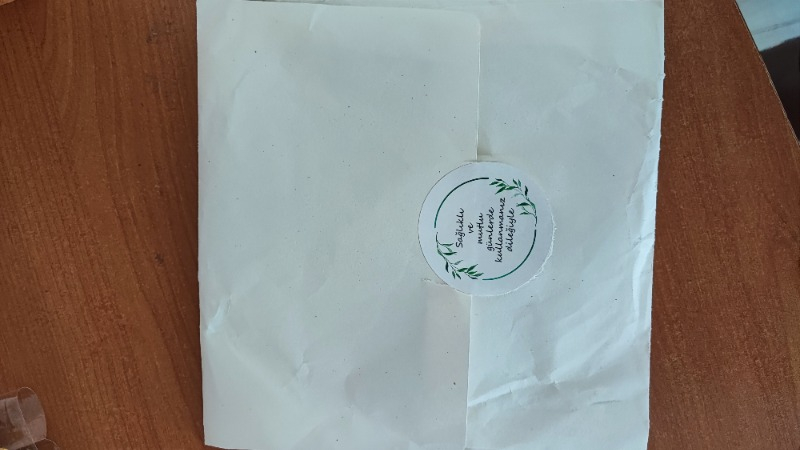 Sağlıklı
ve
mutlu
günlerde
kullanmanız
dileğiyle